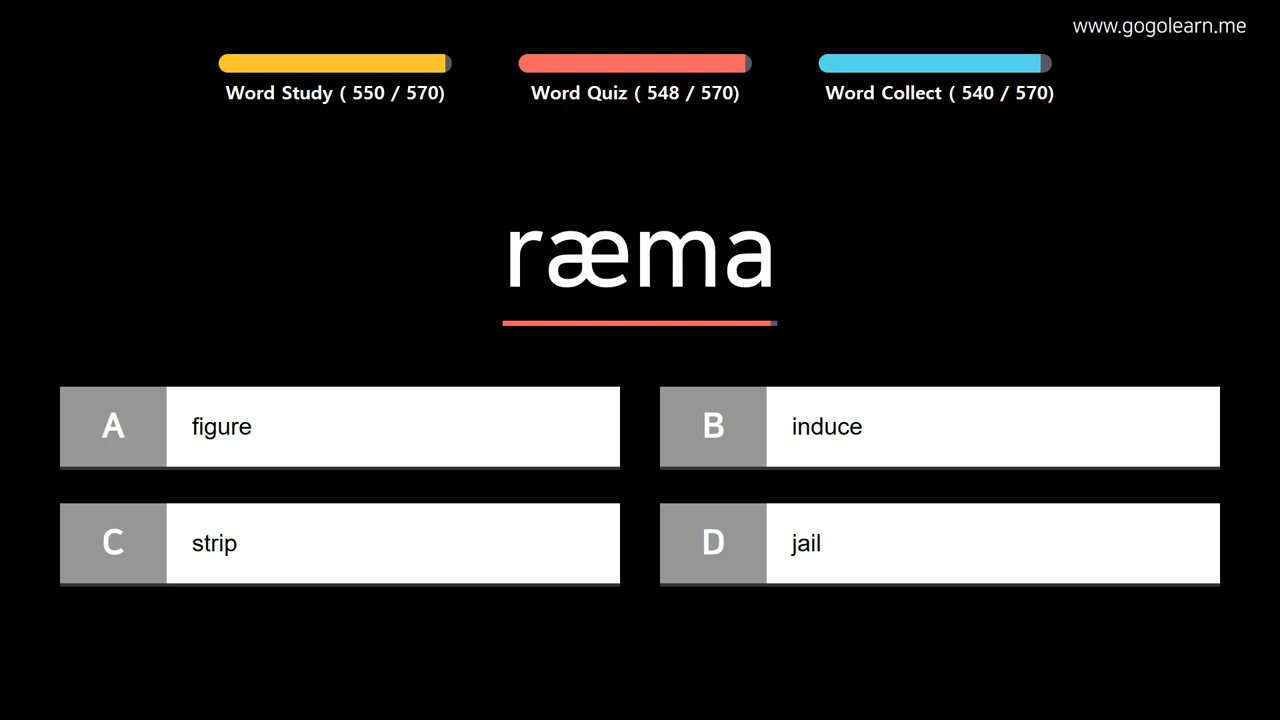 www.gogolearn.me
Word Study ( 550 / 570)
Word Quiz ( 548 / 570)
Word Collect ( 540 / 570)
ræma
A figure
B induce
C strip
D jail